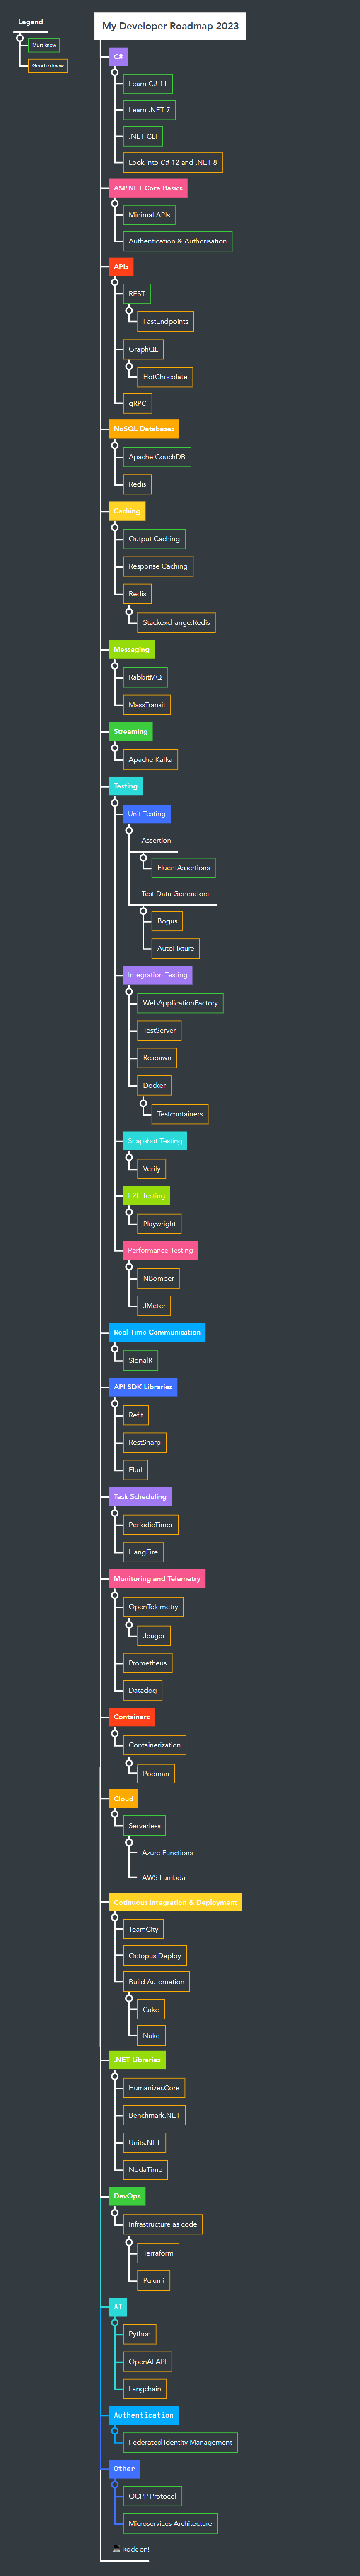 Legend
Must know
Good to know
My Developer Roadmap 2023
C#
Learn C# 11
Learn .NET 7
.NET CLI
Look into C# 12 and .NET 8
ASP.NET Core Basics
Minimal APIs
Authentication & Authorisation
APIs
REST
FastEndpoints
GraphQL
HotChocolate
gRPC
NoSQL Databases
Apache CouchDB
Redis
Caching
Output Caching
Response Caching
Redis
Stackexchange.Redis
Messaging
RabbitMQ
MassTransit
Streaming
Apache Kafka
Testing
Unit Testing
Assertion
FluentAssertions
Test Data Generators
Bogus
AutoFixture
Integration Testing
WebApplicationFactory
TestServer
Respawn
Docker
Testcontainers
Snapshot Testing
Verify
E2E Testing
Playwright
Performance Testing
NBomber
JMeter
Real-Time Communication
SignalR
API SDK Libraries
Refit
RestSharp
Flurl
Task Scheduling
PeriodicTimer
HangFire
Monitoring and Telemetry
OpenTelemetry
Jeager
Prometheus
Datadog
Containers
Containerization
Podman
Cloud
Serverless
Azure Functions
AWS Lambda
Cotinuous Integration & Deployment
TeamCity
Octopus Deploy
Build Automation
Cake
Nuke
.NET Libraries
Humanizer.Core
Benchmark.NET
Units.NET
NodaTime
DevOps
Infrastructure as code
Terraform
Pulumi
AI
Python
OpenAI API
Langchain
Authentication
Federated Identity Management
Other
OCPP Protocol
Microservices Architecture
Rock on!